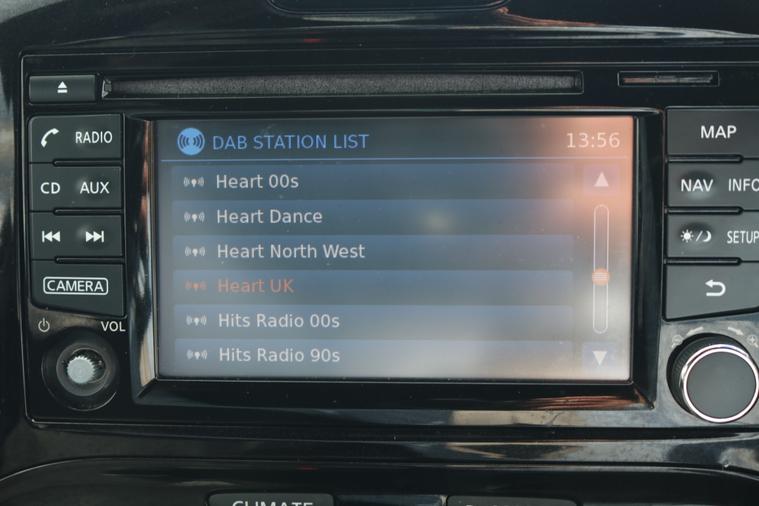 DAB STATION LIST 13:56
Heart 00s
Heart Dance
Heart North West
Heart UK
Hits Radio 00s
Hits Radio 90s
RADIO
CD AUX
CAMERA
VOL
MAP
NAV INFO
SETUP
CLIMATE